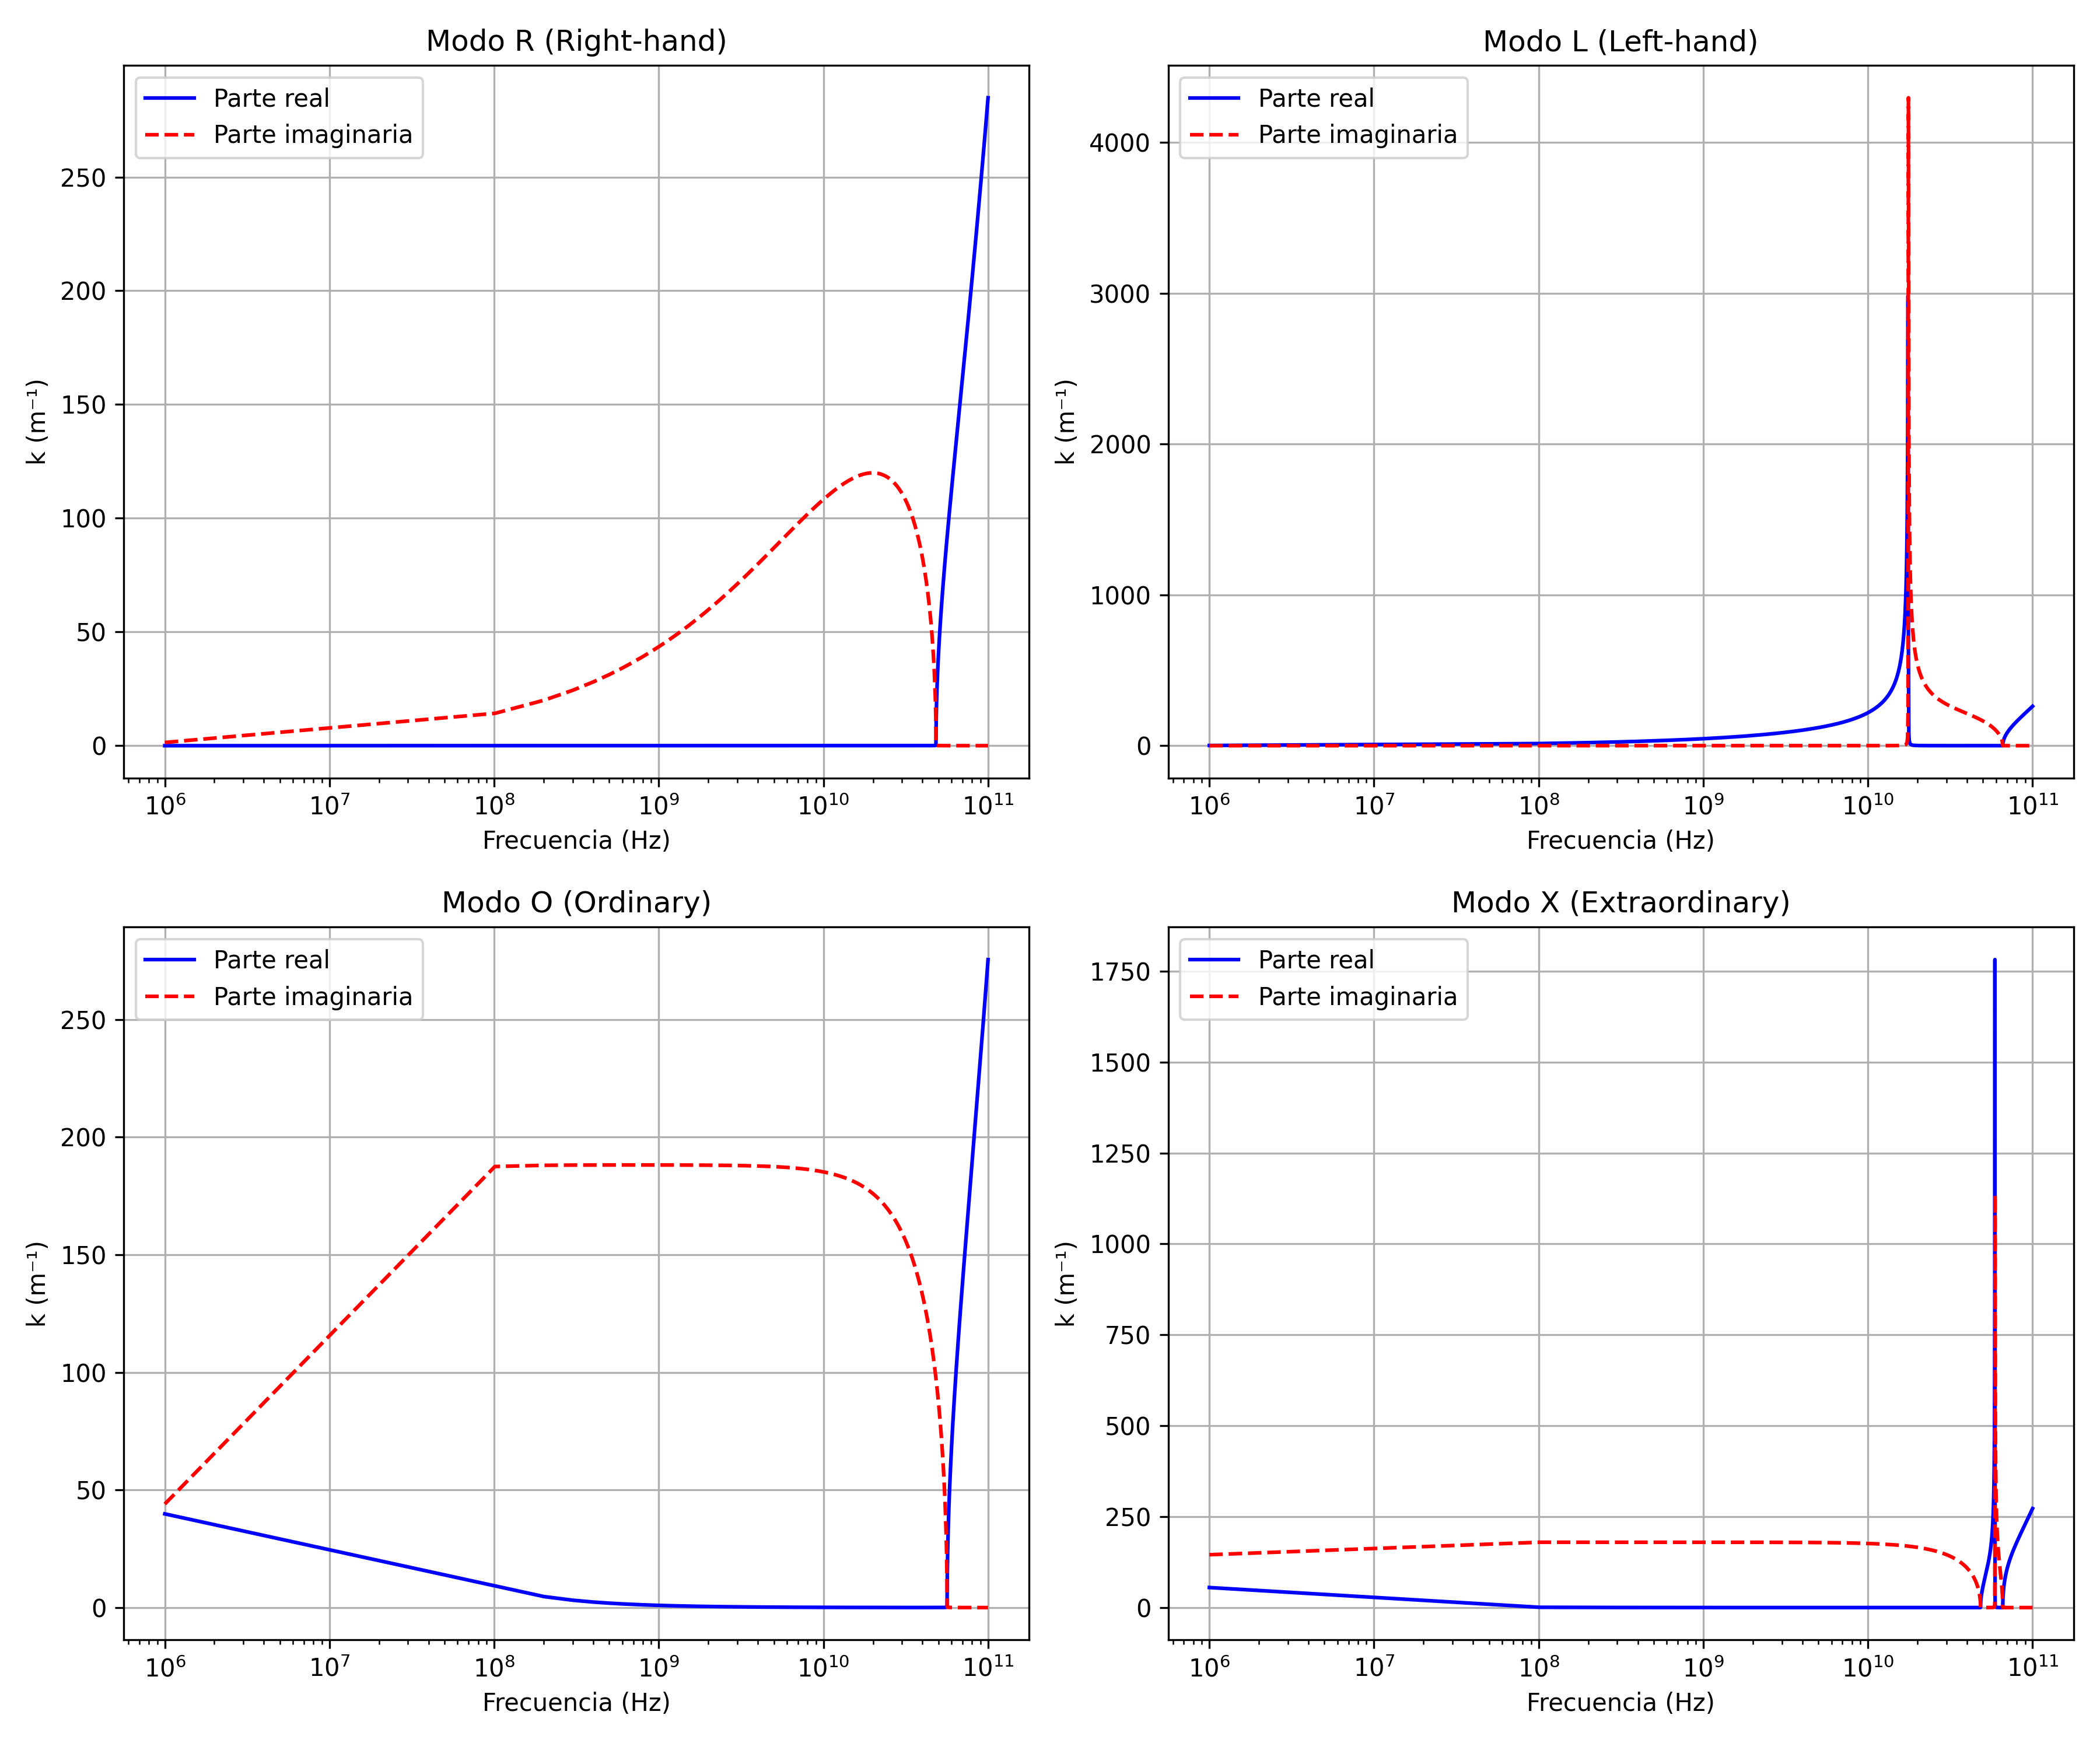 Modo R (Right-hand)
Parte real
Parte imaginaria
250
200
150
100
50
0
k (m⁻¹)
10⁶ 10⁷ 10⁸ 10⁹ 10¹⁰ 10¹¹
Frecuencia (Hz)
Modo L (Left-hand)
Parte real
Parte imaginaria
4000
3000
2000
1000
0
k (m⁻¹)
10⁶ 10⁷ 10⁸ 10⁹ 10¹⁰ 10¹¹
Frecuencia (Hz)
Modo O (Ordinary)
Parte real
Parte imaginaria
250
200
150
100
50
0
k (m⁻¹)
10⁶ 10⁷ 10⁸ 10⁹ 10¹⁰ 10¹¹
Frecuencia (Hz)
Modo X (Extraordinary)
Parte real
Parte imaginaria
1750
1500
1250
1000
750
500
250
0
k (m⁻¹)
10⁶ 10⁷ 10⁸ 10⁹ 10¹⁰ 10¹¹
Frecuencia (Hz)